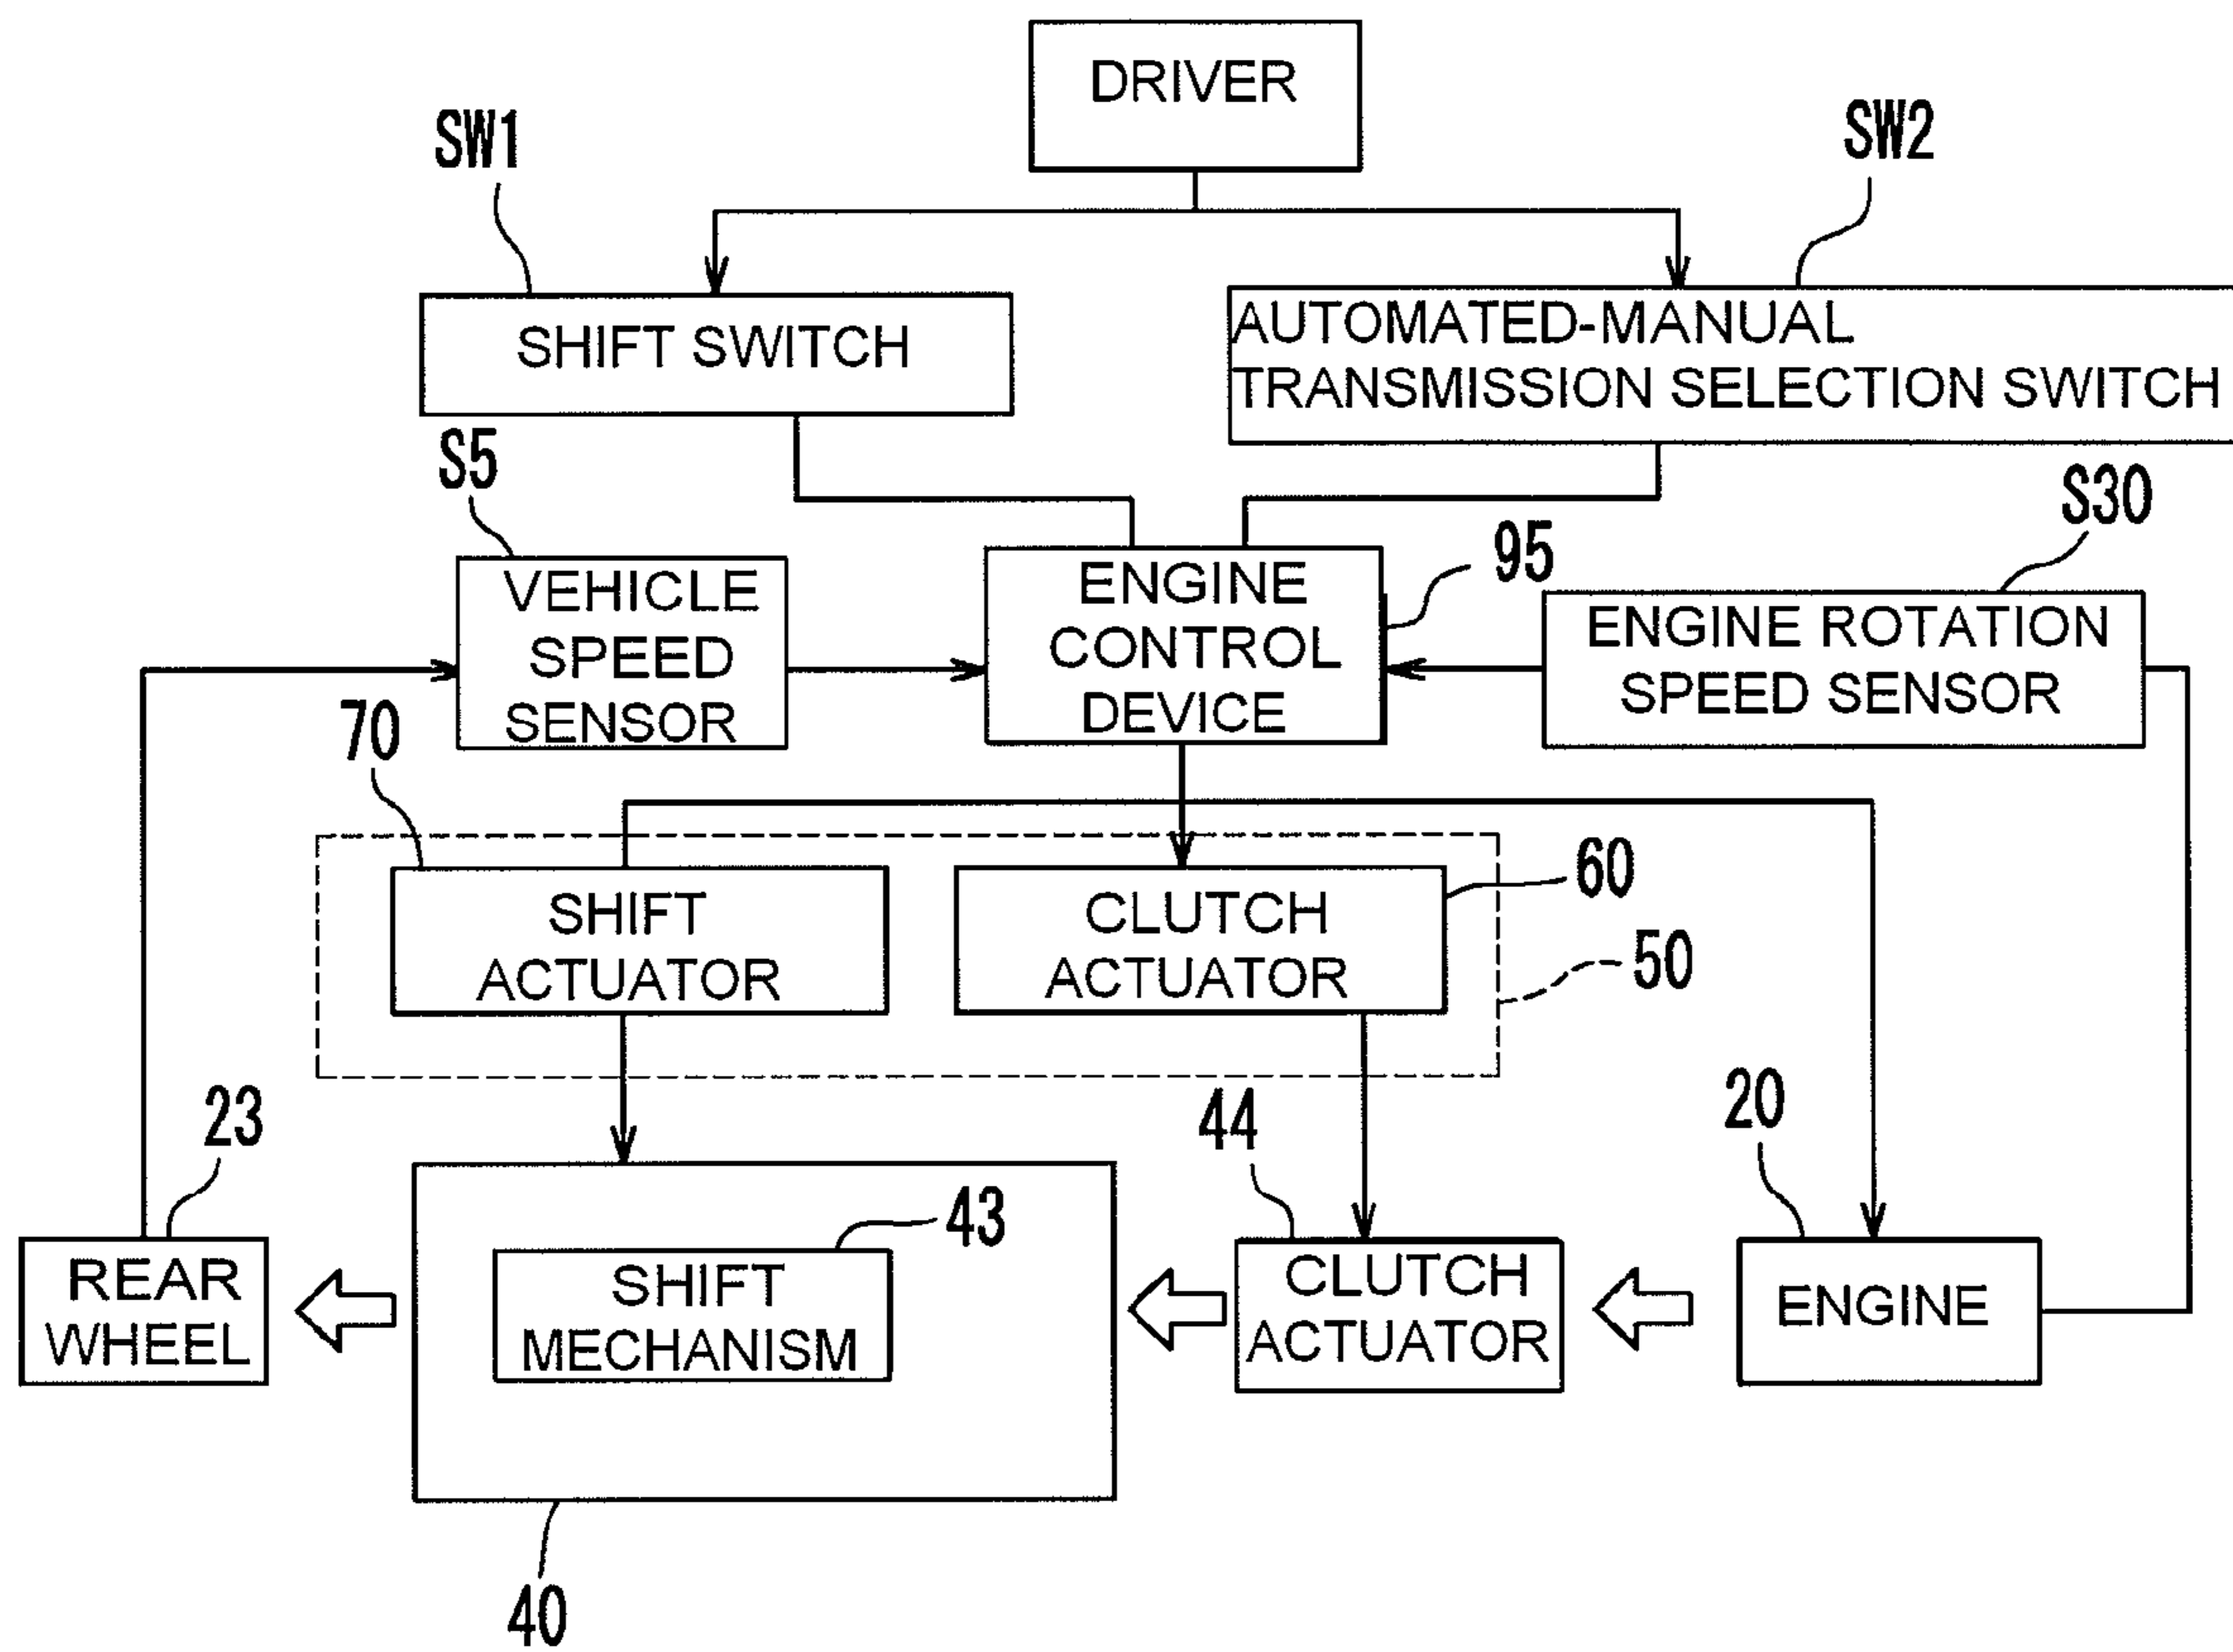 DRIVER
SW1
SW2
SHIFT SWITCH
AUTOMATED-MANUAL
TRANSMISSION SELECTION SWITCH
S5
S30
95
VEHICLE
SPEED
SENSOR
ENGINE
CONTROL
DEVICE
ENGINE ROTATION
SPEED SENSOR
70
60
SHIFT
ACTUATOR
CLUTCH
ACTUATOR
50
23
44
20
43
REAR
WHEEL
SHIFT
MECHANISM
CLUTCH
ACTUATOR
ENGINE
40